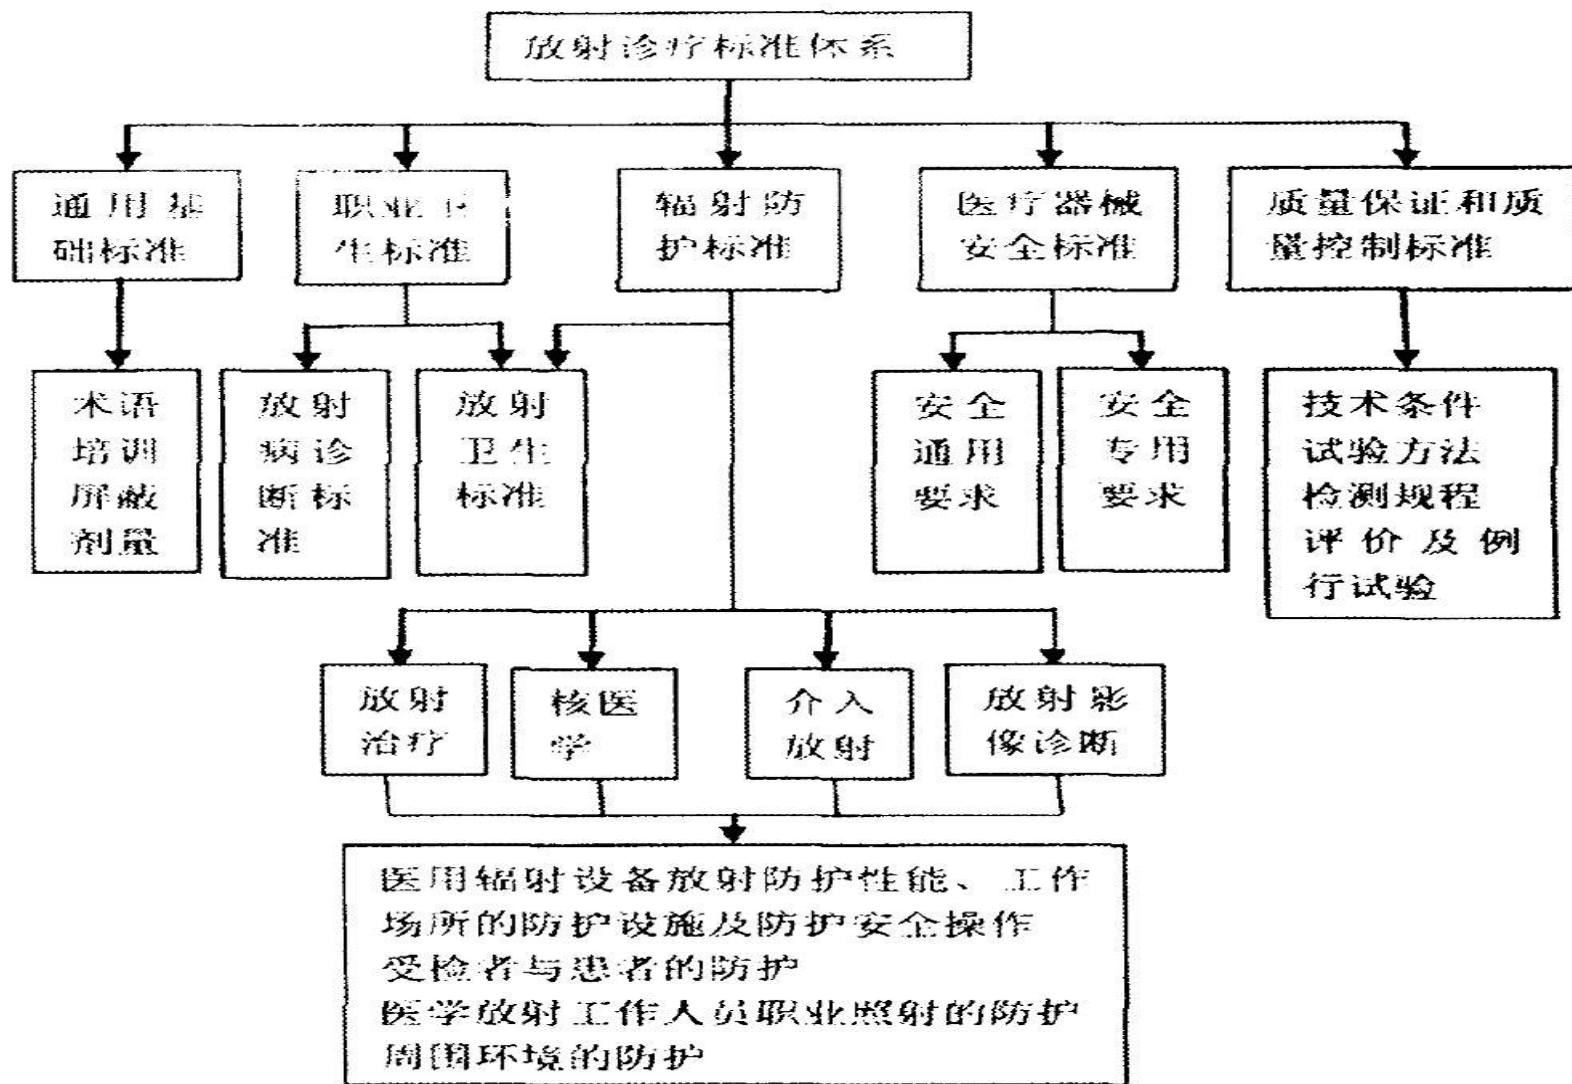 放射诊疗标准体系
通用基
础标准
职业卫
生标准
辐射防
护标准
医疗器械
安全标准
质量保证和质
量控制标准
术语
培训
屏蔽
剂量
放射
病诊
断标
准
放射
卫生
标准
安全
通用
要求
安全
专用
要求
技术条件
试验方法
检测规程
评价及例
行试验
放射
治疗
核医
学
介入
放射
放射影
像诊断
医用辐射设备放射防护性能、工作
场所的防护设施及防护安全操作
受检者与患者的防护
医学放射工作人员职业照射的防护
周围环境的防护